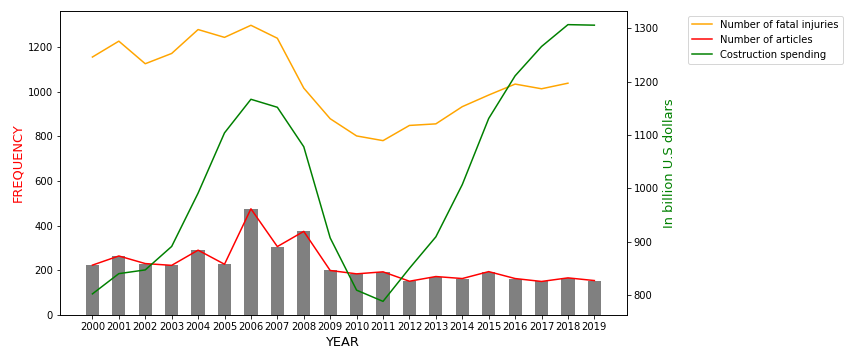 Number of fatal injuries
Number of articles
Costruction spending
FREQUENCY
1200
1000
800
600
400
200
0
1300
1200
1100
1000
900
800
In billion U.S dollars
2000 2001 2002 2003 2004 2005 2006 2007 2008 2009 2010 2011 2012 2013 2014 2015 2016 2017 2018 2019
YEAR